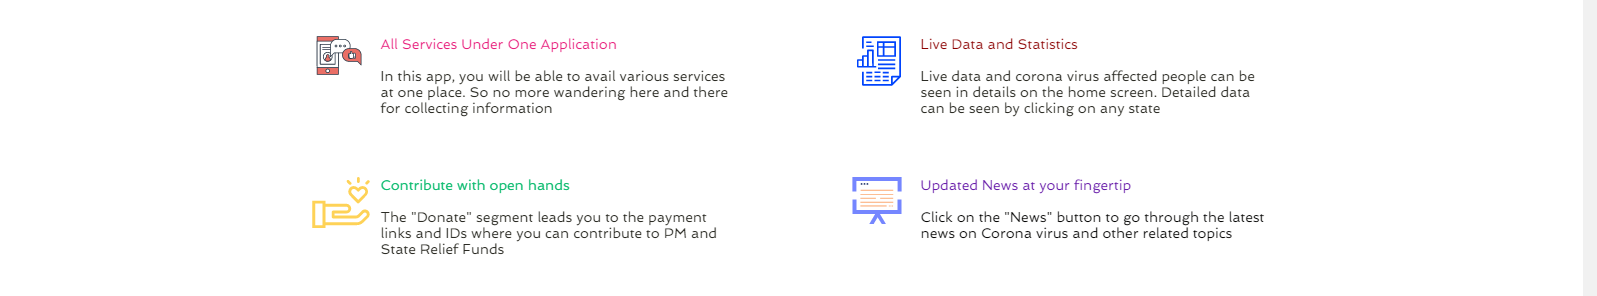 All Services Under One Application
In this app, you will be able to avail various services
at one place. So no more wandering here and there
for collecting information
Live Data and Statistics
Live data and corona virus affected people can be
seen in details on the home screen. Detailed data
can be seen by clicking on any state
Contribute with open hands
The "Donate" segment leads you to the payment
links and IDs where you can contribute to PM and
State Relief Funds
Updated News at your fingertip
Click on the "News" button to go through the latest
news on Corona virus and other related topics